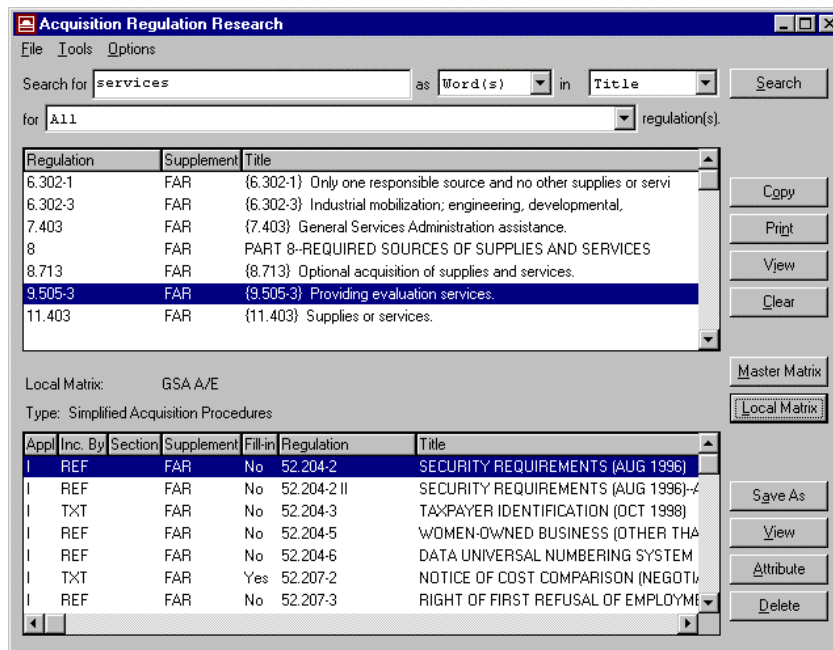 Acquisition Regulation Research
File Tools Options
Search for services as Word(s) in Title Search
for All regulation(s).
Regulation Supplement Title
6.302-1 FAR {6.302-1} Only one responsible source and no other supplies or servi
6.302-3 FAR {6.302-3} Industrial mobilization; engineering, developmental,
7.403 FAR {7.403} General Services Administration assistance.
8 FAR PART 8--REQUIRED SOURCES OF SUPPLIES AND SERVICES
8.713 FAR {8.713} Optional acquisition of supplies and services.
9.505-3 FAR {9.505-3} Providing evaluation services.
11.403 FAR {11.403} Supplies or services.
Copy
Print
View
Clear
Master Matrix
Local Matrix
Local Matrix: GSA A/E
Type: Simplified Acquisition Procedures
Appl Inc. By Section Supplement Fill-in Regulation Title
I REF FAR No 52.204-2 SECURITY REQUIREMENTS (AUG 1996)
I REF FAR No 52.204-2 II SECURITY REQUIREMENTS (AUG 1996)--A
I TXT FAR No 52.204-3 TAXPAYER IDENTIFICATION (OCT 1998)
I REF FAR No 52.204-5 WOMEN-OWNED BUSINESS (OTHER THA
I REF FAR No 52.204-6 DATA UNIVERSAL NUMBERING SYSTEM
I TXT FAR Yes 52.207-2 NOTICE OF COST COMPARISON (NEGOTI
I REF FAR No 52.207-3 RIGHT OF FIRST REFUSAL OF EMPLOYME
Save As
View
Attribute
Delete